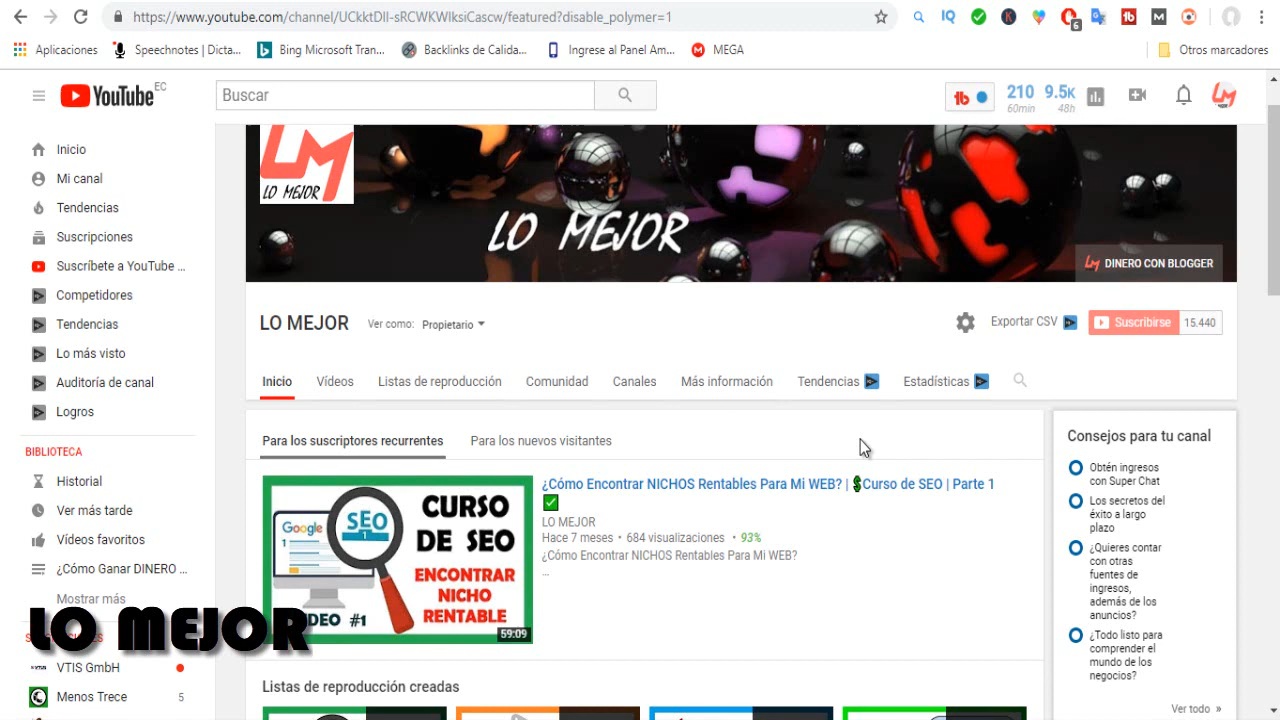 https://www.youtube.com/channel/UCkktDII-sRCWKWIksiCascw/featured?disable_polymer=1
IQ
K
6
M
Aplicaciones
Speechnotes | Dicta...
Bing Microsoft Tran...
Backlinks de Calida...
Ingrese al Panel Am...
MEGA
Otros marcadores
YouTube EC
Buscar
210
60min
9.5K
48h
LM
Inicio
Mi canal
Tendencias
Suscripciones
Suscríbete a YouTube ...
Competidores
Tendencias
Lo más visto
Auditoría de canal
Logros
BIBLIOTECA
Historial
Ver más tarde
Vídeos favoritos
¿Cómo Ganar DINERO ...
Mostrar más
LO MEJOR
VTIS GmbH
Menos Trece
5
LM
LO MEJOR
LO MEJOR
LM DINERO CON BLOGGER
LO MEJOR
Ver como:
Propietario
Exportar CSV
Suscribirse
15.440
Inicio
Vídeos
Listas de reproducción
Comunidad
Canales
Más información
Tendencias
Estadísticas
Para los suscriptores recurrentes
Para los nuevos visitantes
CURSO
DE SEO
ENCONTRAR
NICHO
RENTABLE
Google
1
SEO
#1
59:09
¿Cómo Encontrar NICHOS Rentables Para Mi WEB? | $Curso de SEO | Parte 1
✅
LO MEJOR
Hace 7 meses • 684 visualizaciones • 93%
¿Cómo Encontrar NICHOS Rentables Para Mi WEB?
...
Listas de reproducción creadas
Consejos para tu canal
Obtén ingresos
con Super Chat
Los secretos del
éxito a largo
plazo
¿Quieres contar
con otras
fuentes de
ingresos,
además de los
anuncios?
¿Todo listo para
comprender el
mundo de los
negocios?
Ver todo »